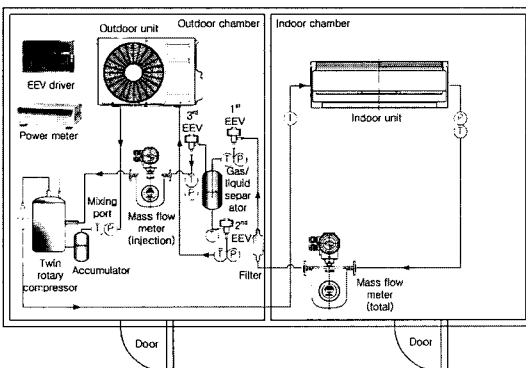 Outdoor unit
Outdoor chamber
Indoor chamber
EEV driver
Power meter
3rd
EEV
1st
EEV
Indoor unit
T
P
T
T P
T
P
Gas/
liquid
separ
ator
Mixing
port
T P
Mass flow
meter
(injection)
2nd
EEV
T P
Twin
rotary
compressor
Accumulator
Filter
Mass flow
meter
(total)
Door
Door